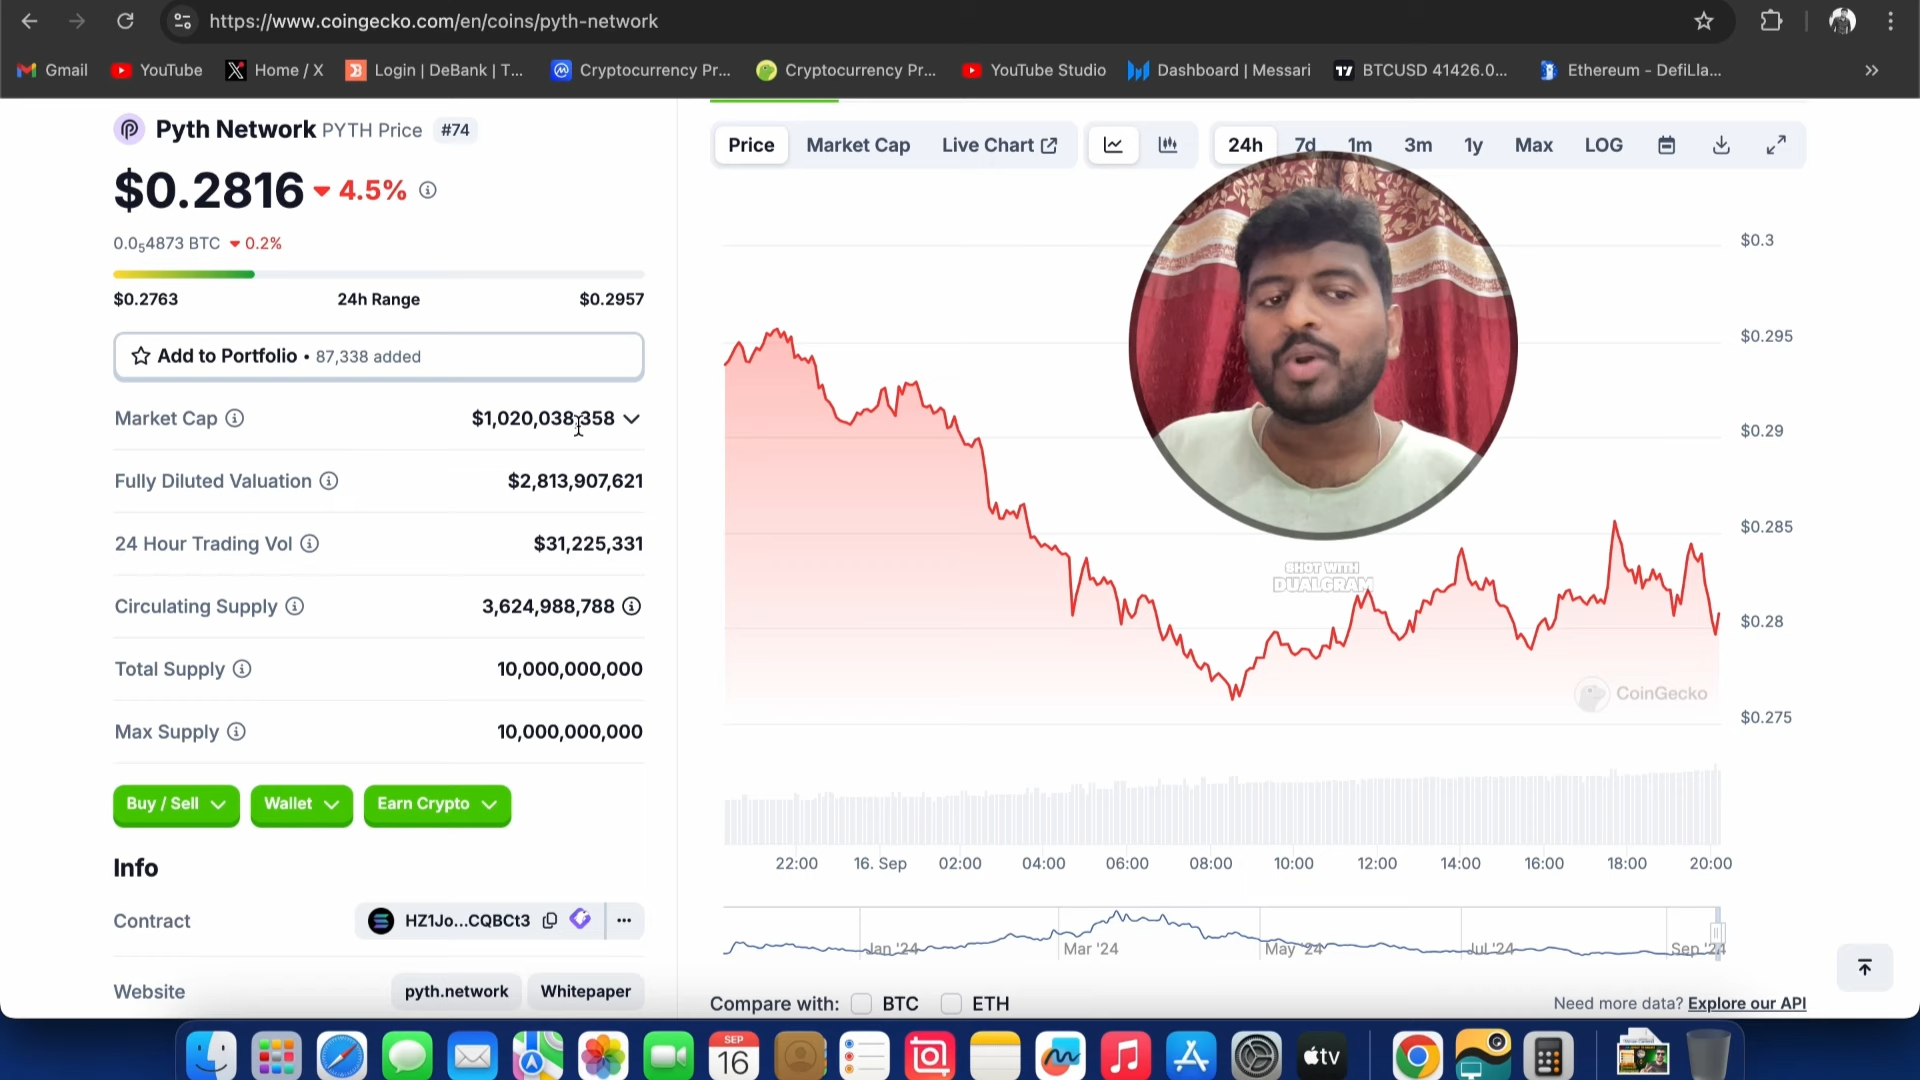 https://www.coingecko.com/en/coins/pyth-network
Gmail YouTube Home / X Login | DeBank | T... Cryptocurrency Pr... Cryptocurrency Pr... YouTube Studio Dashboard | Messari BTCUSD 41426.0... Ethereum - DefiLla...
Pyth Network PYTH Price #74
$0.2816 4.5%
0.0₅4873 BTC 0.2%
$0.2763 24h Range $0.2957
Add to Portfolio • 87,338 added
Market Cap $1,020,038,358
Fully Diluted Valuation $2,813,907,621
24 Hour Trading Vol $31,225,331
Circulating Supply 3,624,988,788
Total Supply 10,000,000,000
Max Supply 10,000,000,000
Buy / Sell Wallet Earn Crypto
Info
Contract HZ1Jo...CQBCt3
Website pyth.network Whitepaper
Price Market Cap Live Chart 24h 7d 1m 3m 1y Max LOG
$0.3
$0.295
$0.29
$0.285
$0.28
$0.275
SHOT WITH
DUALGRAM
CoinGecko
22:00 16. Sep 02:00 04:00 06:00 08:00 10:00 12:00 14:00 16:00 18:00 20:00
Jan '24 Mar '24 May '24 Jul '24 Sep '24
Compare with: BTC ETH
Need more data? Explore our API
SEP
16
tv